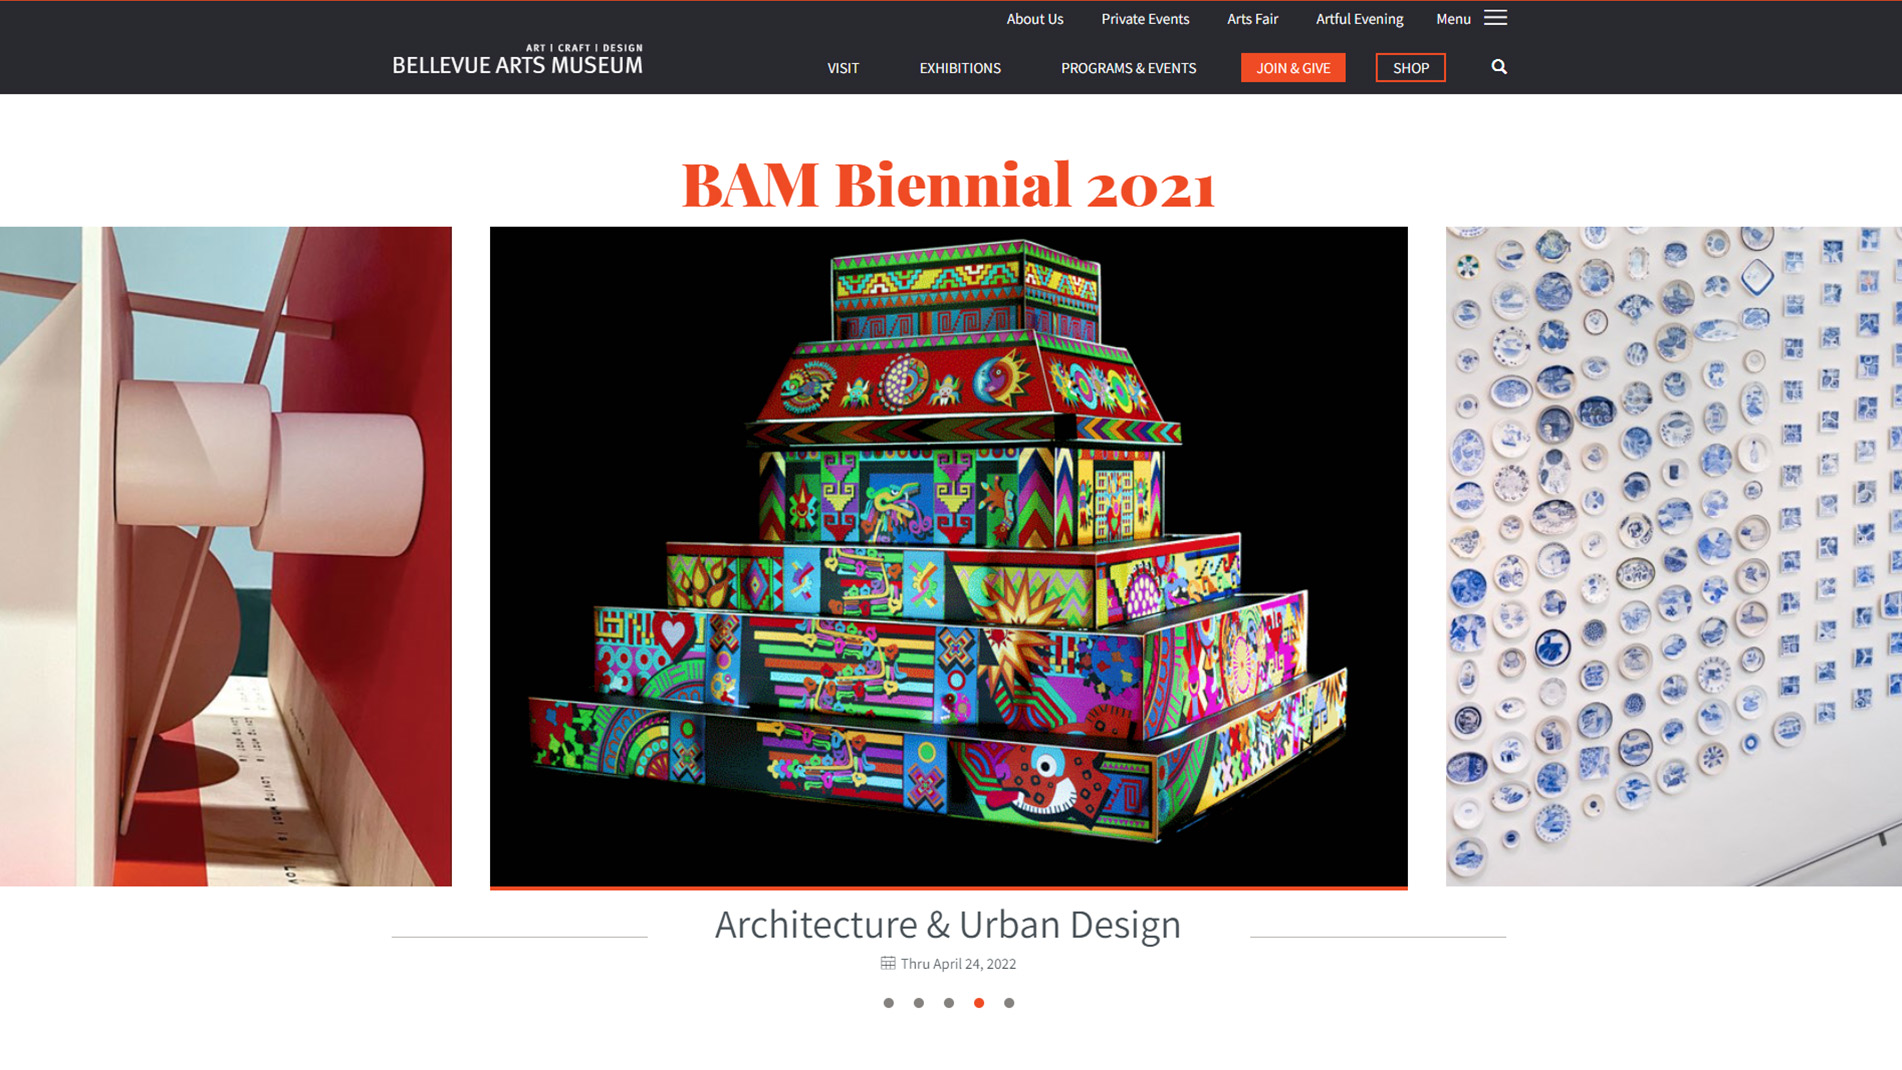 About Us Private Events Arts Fair Artful Evening Menu
ART | CRAFT | DESIGN
BELLEVUE ARTS MUSEUM
VISIT EXHIBITIONS PROGRAMS & EVENTS JOIN & GIVE SHOP
BAM Biennial 2021
Architecture & Urban Design
Thru April 24, 2022